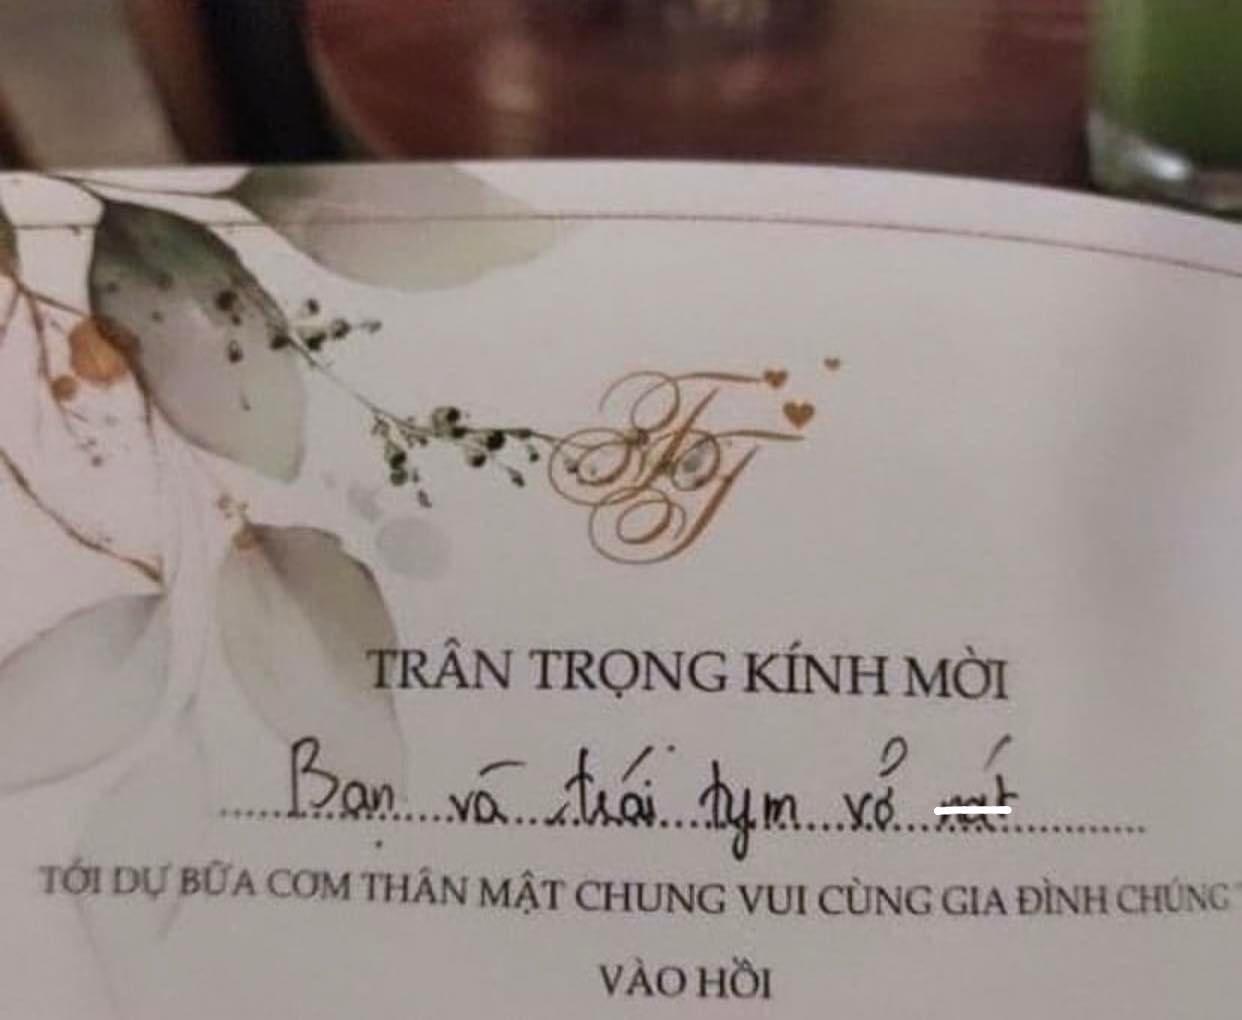 TRÂN TRỌNG KÍNH MỜI
Bạn và trái tym vở
TỚI DỰ BỮA CƠM THÂN MẬT CHUNG VUI CÙNG GIA ĐÌNH CHÚNG
VÀO HỒI